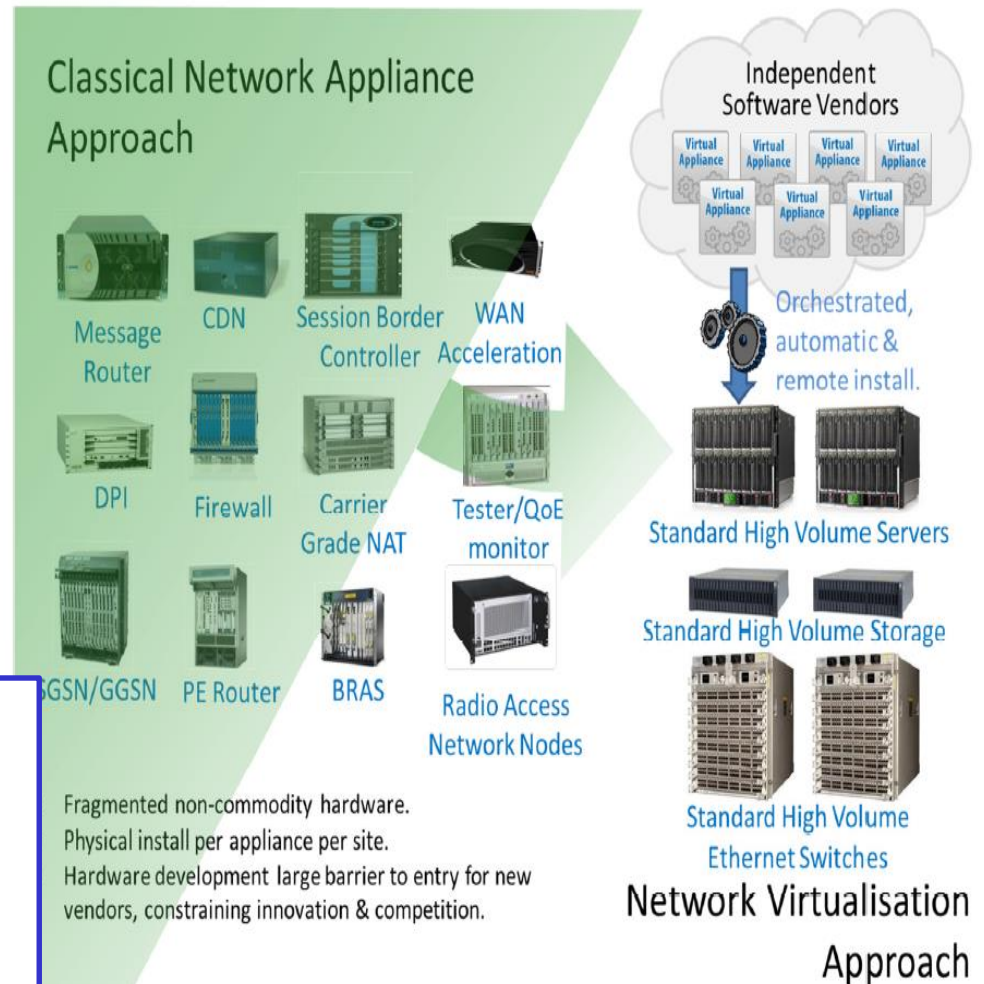 Classical Network Appliance
Approach
Message
Router
CDN
Session Border
Controller
WAN
Acceleration
DPI
Firewall
Carrier
Grade NAT
Tester/QoE
monitor
SGSN/GGSN
PE Router
BRAS
Radio Access
Network Nodes
Fragmented non-commodity hardware.
Physical install per appliance per site.
Hardware development large barrier to entry for new
vendors, constraining innovation & competition.
Independent
Software Vendors
Virtual
Appliance
Virtual
Appliance
Virtual
Appliance
Virtual
Appliance
Virtual
Appliance
Virtual
Appliance
Virtual
Appliance
Orchestrated,
automatic &
remote install.
Standard High Volume Servers
Standard High Volume Storage
Standard High Volume
Ethernet Switches
Network Virtualisation
Approach